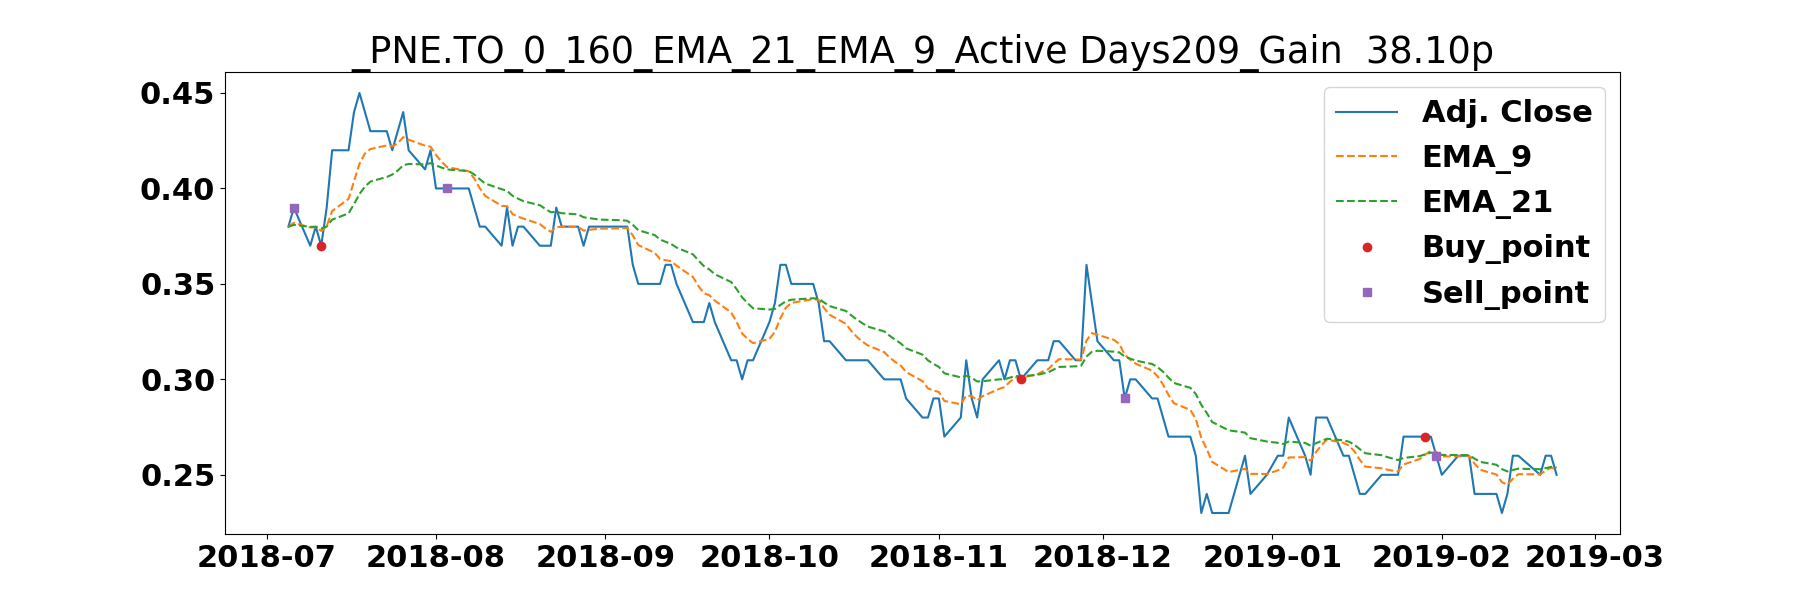 _PNE.TO_0_160_EMA_21_EMA_9_Active Days209_Gain  38.10p
0.45
0.40
0.35
0.30
0.25
Adj. Close
EMA_9
EMA_21
Buy_point
Sell_point
2018-07 2018-08 2018-09 2018-10 2018-11 2018-12 2019-01 2019-02 2019-03